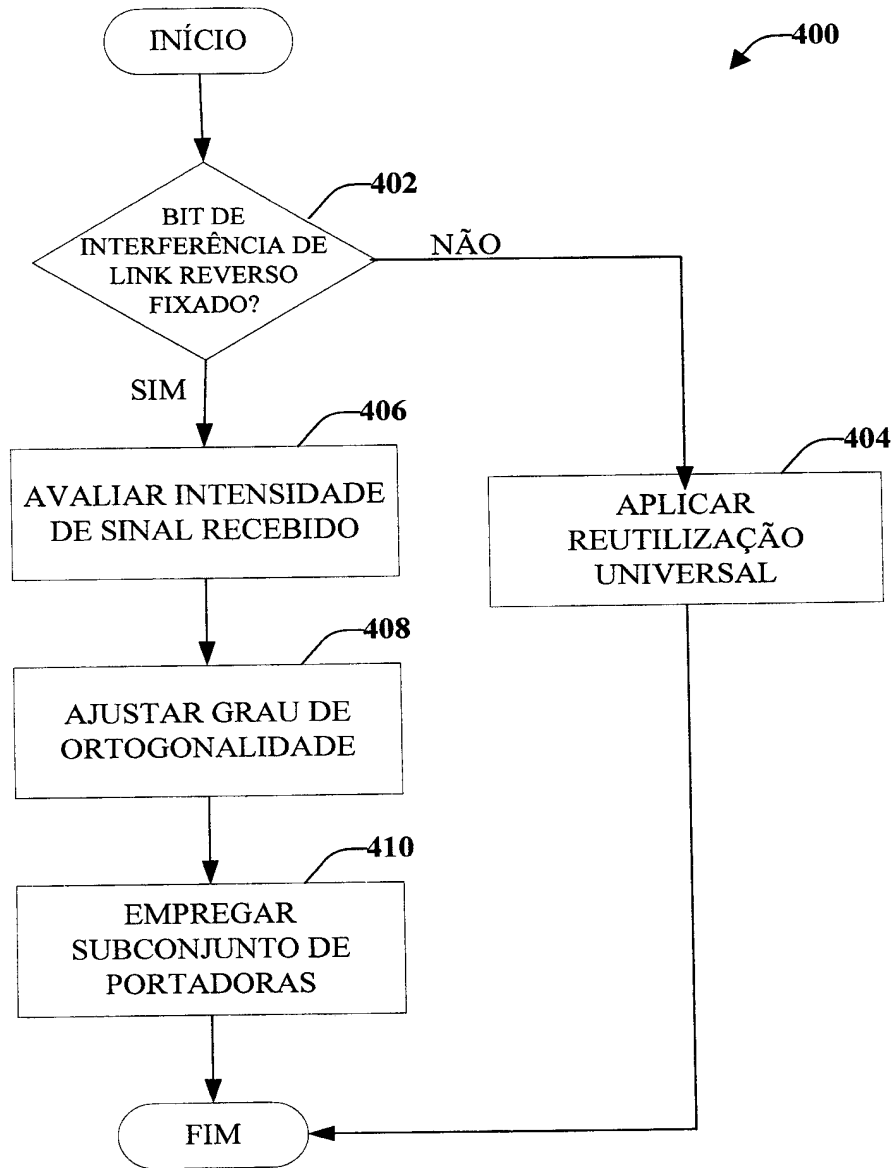 INÍCIO
400
402
BIT DE
INTERFERÊNCIA DE
LINK REVERSO
FIXADO?
NÃO
SIM
406
AVALIAR INTENSIDADE
DE SINAL RECEBIDO
404
APLICAR
REUTILIZAÇÃO
UNIVERSAL
408
AJUSTAR GRAU DE
ORTOGONALIDADE
410
EMPREGAR
SUBCONJUNTO DE
PORTADORAS
FIM